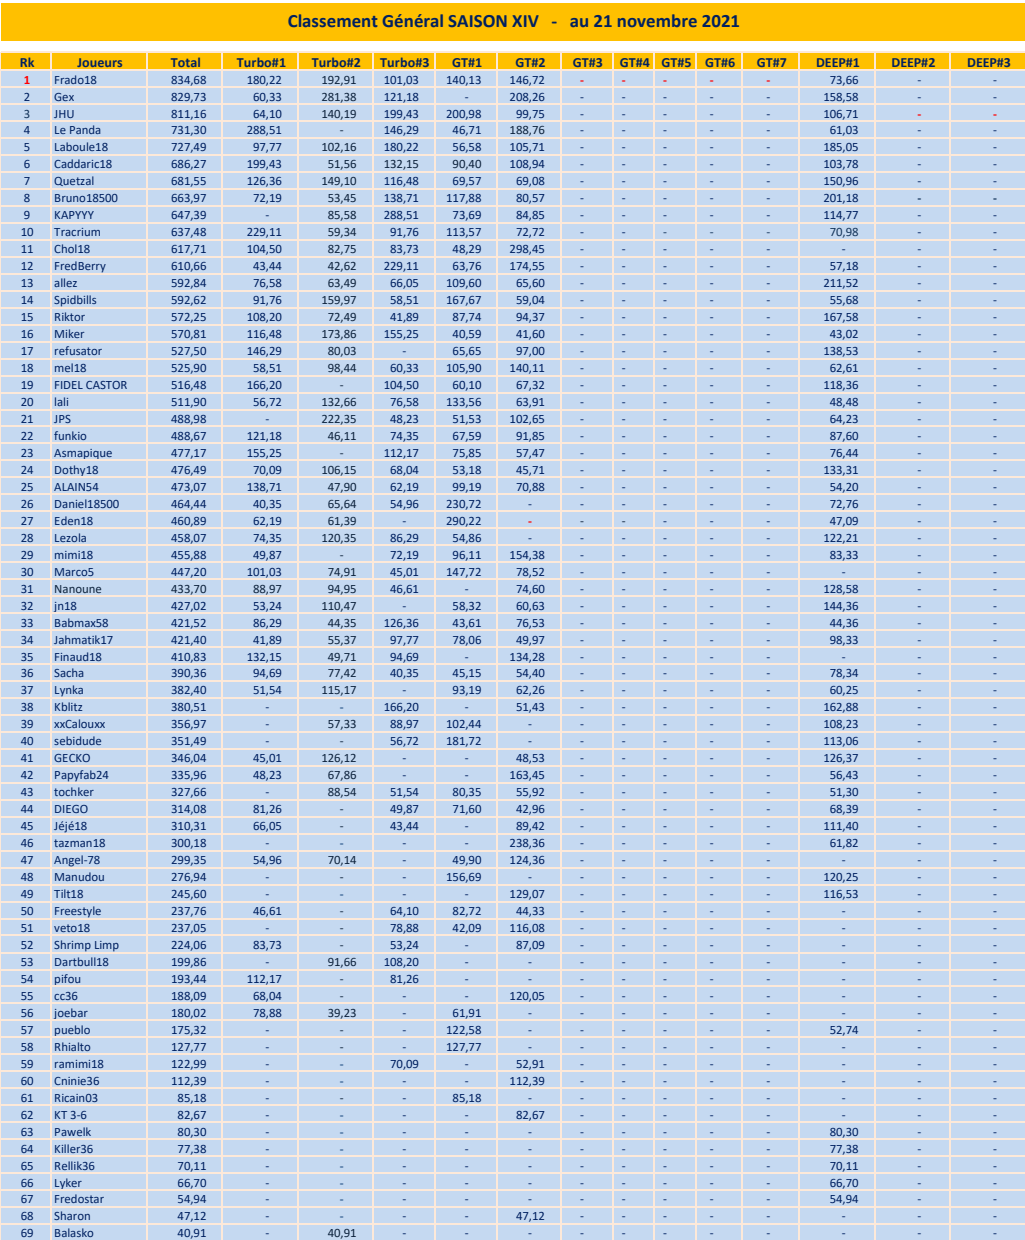 Classement Général SAISON XIV - au 21 novembre 2021
Rk Joueurs Total Turbo#1 Turbo#2 Turbo#3 GT#1 GT#2 GT#3 GT#4 GT#5 GT#6 GT#7 DEEP#1 DEEP#2 DEEP#3
1 Frado18 834,68 180,22 192,91 101,03 140,13 146,72 - - - - - 73,66 - -
2 Gex 829,73 60,33 281,38 121,18 - 208,26 - - - - - 158,58 - -
3 JHU 811,16 64,10 140,19 199,43 200,98 99,75 - - - - - 106,71 - -
4 Le Panda 731,30 288,51 - 146,29 46,71 188,76 - - - - - 61,03 - -
5 Laboule18 727,49 97,77 102,16 180,22 56,58 105,71 - - - - - 185,05 - -
6 Caddaric18 686,27 199,43 51,56 132,15 90,40 108,94 - - - - - 103,78 - -
7 Quetzal 681,55 126,36 149,10 116,48 69,57 69,08 - - - - - 150,96 - -
8 Bruno18500 663,97 72,19 53,45 138,71 117,88 80,57 - - - - - 201,18 - -
9 KAPYYY 647,39 - 85,58 288,51 73,69 84,85 - - - - - 114,77 - -
10 Tracrium 637,48 229,11 59,34 91,76 113,57 72,72 - - - - - 70,98 - -
11 Chol18 617,71 104,50 82,75 83,73 48,29 298,45 - - - - - - - -
12 FredBerry 610,66 43,44 42,62 229,11 63,76 174,55 - - - - - 57,18 - -
13 allez 592,84 76,58 63,49 66,05 109,60 65,60 - - - - - 211,52 - -
14 Spidbills 592,62 91,76 159,97 58,51 167,67 59,04 - - - - - 55,68 - -
15 Riktor 572,25 108,20 72,49 41,89 87,74 94,37 - - - - - 167,58 - -
16 Miker 570,81 116,48 173,86 155,25 40,59 41,60 - - - - - 43,02 - -
17 refusator 527,50 146,29 80,03 - 65,65 97,00 - - - - - 138,53 - -
18 mel18 525,90 58,51 98,44 60,33 105,90 140,11 - - - - - 62,61 - -
19 FIDEL CASTOR 516,48 166,20 - 104,50 60,10 67,32 - - - - - 118,36 - -
20 lali 511,90 56,72 132,66 76,58 133,56 63,91 - - - - - 48,48 - -
21 JPS 488,98 - 222,35 48,23 51,53 102,65 - - - - - 64,23 - -
22 funkio 488,67 121,18 46,11 74,35 67,59 91,85 - - - - - 87,60 - -
23 Asmapique 477,17 155,25 - 112,17 75,85 57,47 - - - - - 76,44 - -
24 Dothy18 476,49 70,09 106,15 68,04 53,18 45,71 - - - - - 133,31 - -
25 ALAIN54 473,07 138,71 47,90 62,19 99,19 70,88 - - - - - 54,20 - -
26 Daniel18500 464,44 40,35 65,64 54,96 230,72 - - - - - - 72,76 - -
27 Eden18 460,89 62,19 61,39 - 290,22 - - - - - - 47,09 - -
28 Lezola 458,07 74,35 120,35 86,29 54,86 - - - - - - 122,21 - -
29 mimi18 455,88 49,87 - 72,19 96,11 154,38 - - - - - 83,33 - -
30 Marco5 447,20 101,03 74,91 45,01 147,72 78,52 - - - - - - - -
31 Nanoune 433,70 88,97 94,95 46,61 - 74,60 - - - - - 128,58 - -
32 jn18 427,02 53,24 110,47 - 58,32 60,63 - - - - - 144,36 - -
33 Babmax58 421,52 86,29 44,35 126,36 43,61 76,53 - - - - - 44,36 - -
34 Jahmatik17 421,40 41,89 55,37 97,77 78,06 49,97 - - - - - 98,33 - -
35 Finaud18 410,83 132,15 49,71 94,69 - 134,28 - - - - - - - -
36 Sacha 390,36 94,69 77,42 40,35 45,15 54,40 - - - - - 78,34 - -
37 Lynka 382,40 51,54 115,17 - 93,19 62,26 - - - - - 60,25 - -
38 Kblitz 380,51 - - 166,20 - 51,43 - - - - - 162,88 - -
39 xxCalouxx 356,97 - 57,33 88,97 102,44 - - - - - - 108,23 - -
40 sebidude 351,49 - - 56,72 181,72 - - - - - - 113,06 - -
41 GECKO 346,04 45,01 126,12 - - 48,53 - - - - - 126,37 - -
42 Papyfab24 335,96 48,23 67,86 - - 163,45 - - - - - 56,43 - -
43 tochker 327,66 - 88,54 51,54 80,35 55,92 - - - - - 51,30 - -
44 DIEGO 314,08 81,26 - 49,87 71,60 42,96 - - - - - 68,39 - -
45 Jéjé18 310,31 66,05 - 43,44 - 89,42 - - - - - 111,40 - -
46 tazman18 300,18 - - - - 238,36 - - - - - 61,82 - -
47 Angel-78 299,35 54,96 70,14 - 49,90 124,36 - - - - - - - -
48 Manudou 276,94 - - - 156,69 - - - - - - 120,25 - -
49 Tilt18 245,60 - - - - 129,07 - - - - - 116,53 - -
50 Freestyle 237,76 46,61 - 64,10 82,72 44,33 - - - - - - - -
51 veto18 237,05 - - 78,88 42,09 116,08 - - - - - - - -
52 Shrimp Limp 224,06 83,73 - 53,24 - 87,09 - - - - - - - -
53 Dartbull18 199,86 - 91,66 108,20 - - - - - - - - - -
54 pifou 193,44 112,17 - 81,26 - - - - - - - - - -
55 cc36 188,09 68,04 - - - 120,05 - - - - - - - -
56 joebar 180,02 78,88 39,23 - 61,91 - - - - - - - - -
57 pueblo 175,32 - - - 122,58 - - - - - - 52,74 - -
58 Rhialto 127,77 - - - 127,77 - - - - - - - - -
59 ramimi18 122,99 - - 70,09 - 52,91 - - - - - - - -
60 Cninie36 112,39 - - - - 112,39 - - - - - - - -
61 Ricain03 85,18 - - - 85,18 - - - - - - - - -
62 KT 3-6 82,67 - - - - 82,67 - - - - - - - -
63 Pawelk 80,30 - - - - - - - - - - 80,30 - -
64 Killer36 77,38 - - - - - - - - - - 77,38 - -
65 Rellik36 70,11 - - - - - - - - - - 70,11 - -
66 Lyker 66,70 - - - - - - - - - - 66,70 - -
67 Fredostar 54,94 - - - - - - - - - - 54,94 - -
68 Sharon 47,12 - - - - 47,12 - - - - - - - -
69 Balasko 40,91 - 40,91 - - - - - - - - - - -